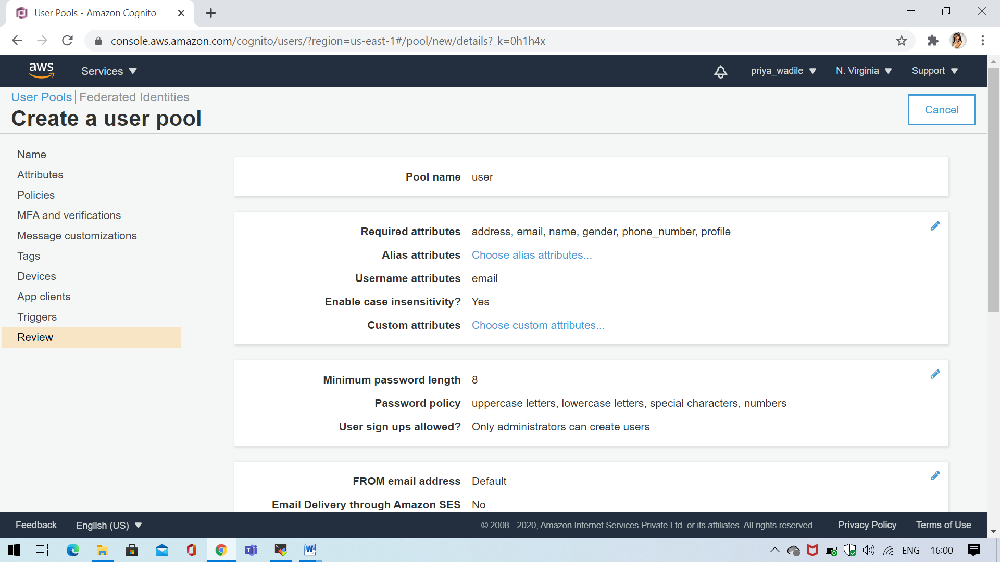 User Pools - Amazon Cognito
console.aws.amazon.com/cognito/users/?region=us-east-1#/pool/new/details?_k=0h1h4x
aws Services priya_wadile N. Virginia Support
User Pools Federated Identities
Create a user pool
Cancel
Name
Attributes
Policies
MFA and verifications
Message customizations
Tags
Devices
App clients
Triggers
Review
Pool name user
Required attributes address, email, name, gender, phone_number, profile
Alias attributes Choose alias attributes...
Username attributes email
Enable case insensitivity? Yes
Custom attributes Choose custom attributes...
Minimum password length 8
Password policy uppercase letters, lowercase letters, special characters, numbers
User sign ups allowed? Only administrators can create users
FROM email address Default
Email Delivery through Amazon SES No
Feedback English (US) © 2008 - 2020, Amazon Internet Services Private Ltd. or its affiliates. All rights reserved. Privacy Policy Terms of Use
ENG 16:00